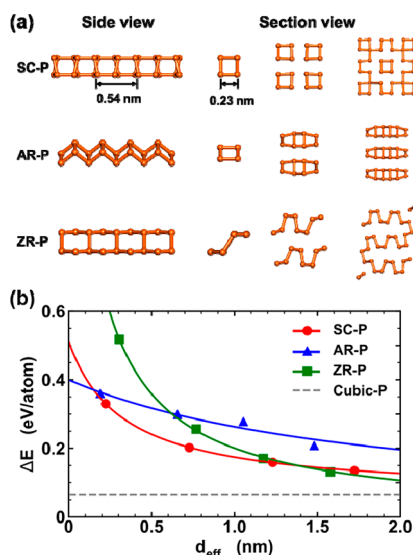 (a) Side view Section view
SC-P
0.54 nm 0.23 nm
AR-P
ZR-P
(b)
0.6
0.4
0.2
0
ΔE (eV/atom)
SC-P
AR-P
ZR-P
Cubic-P
0 0.5 1.0 1.5 2.0
d_eff (nm)